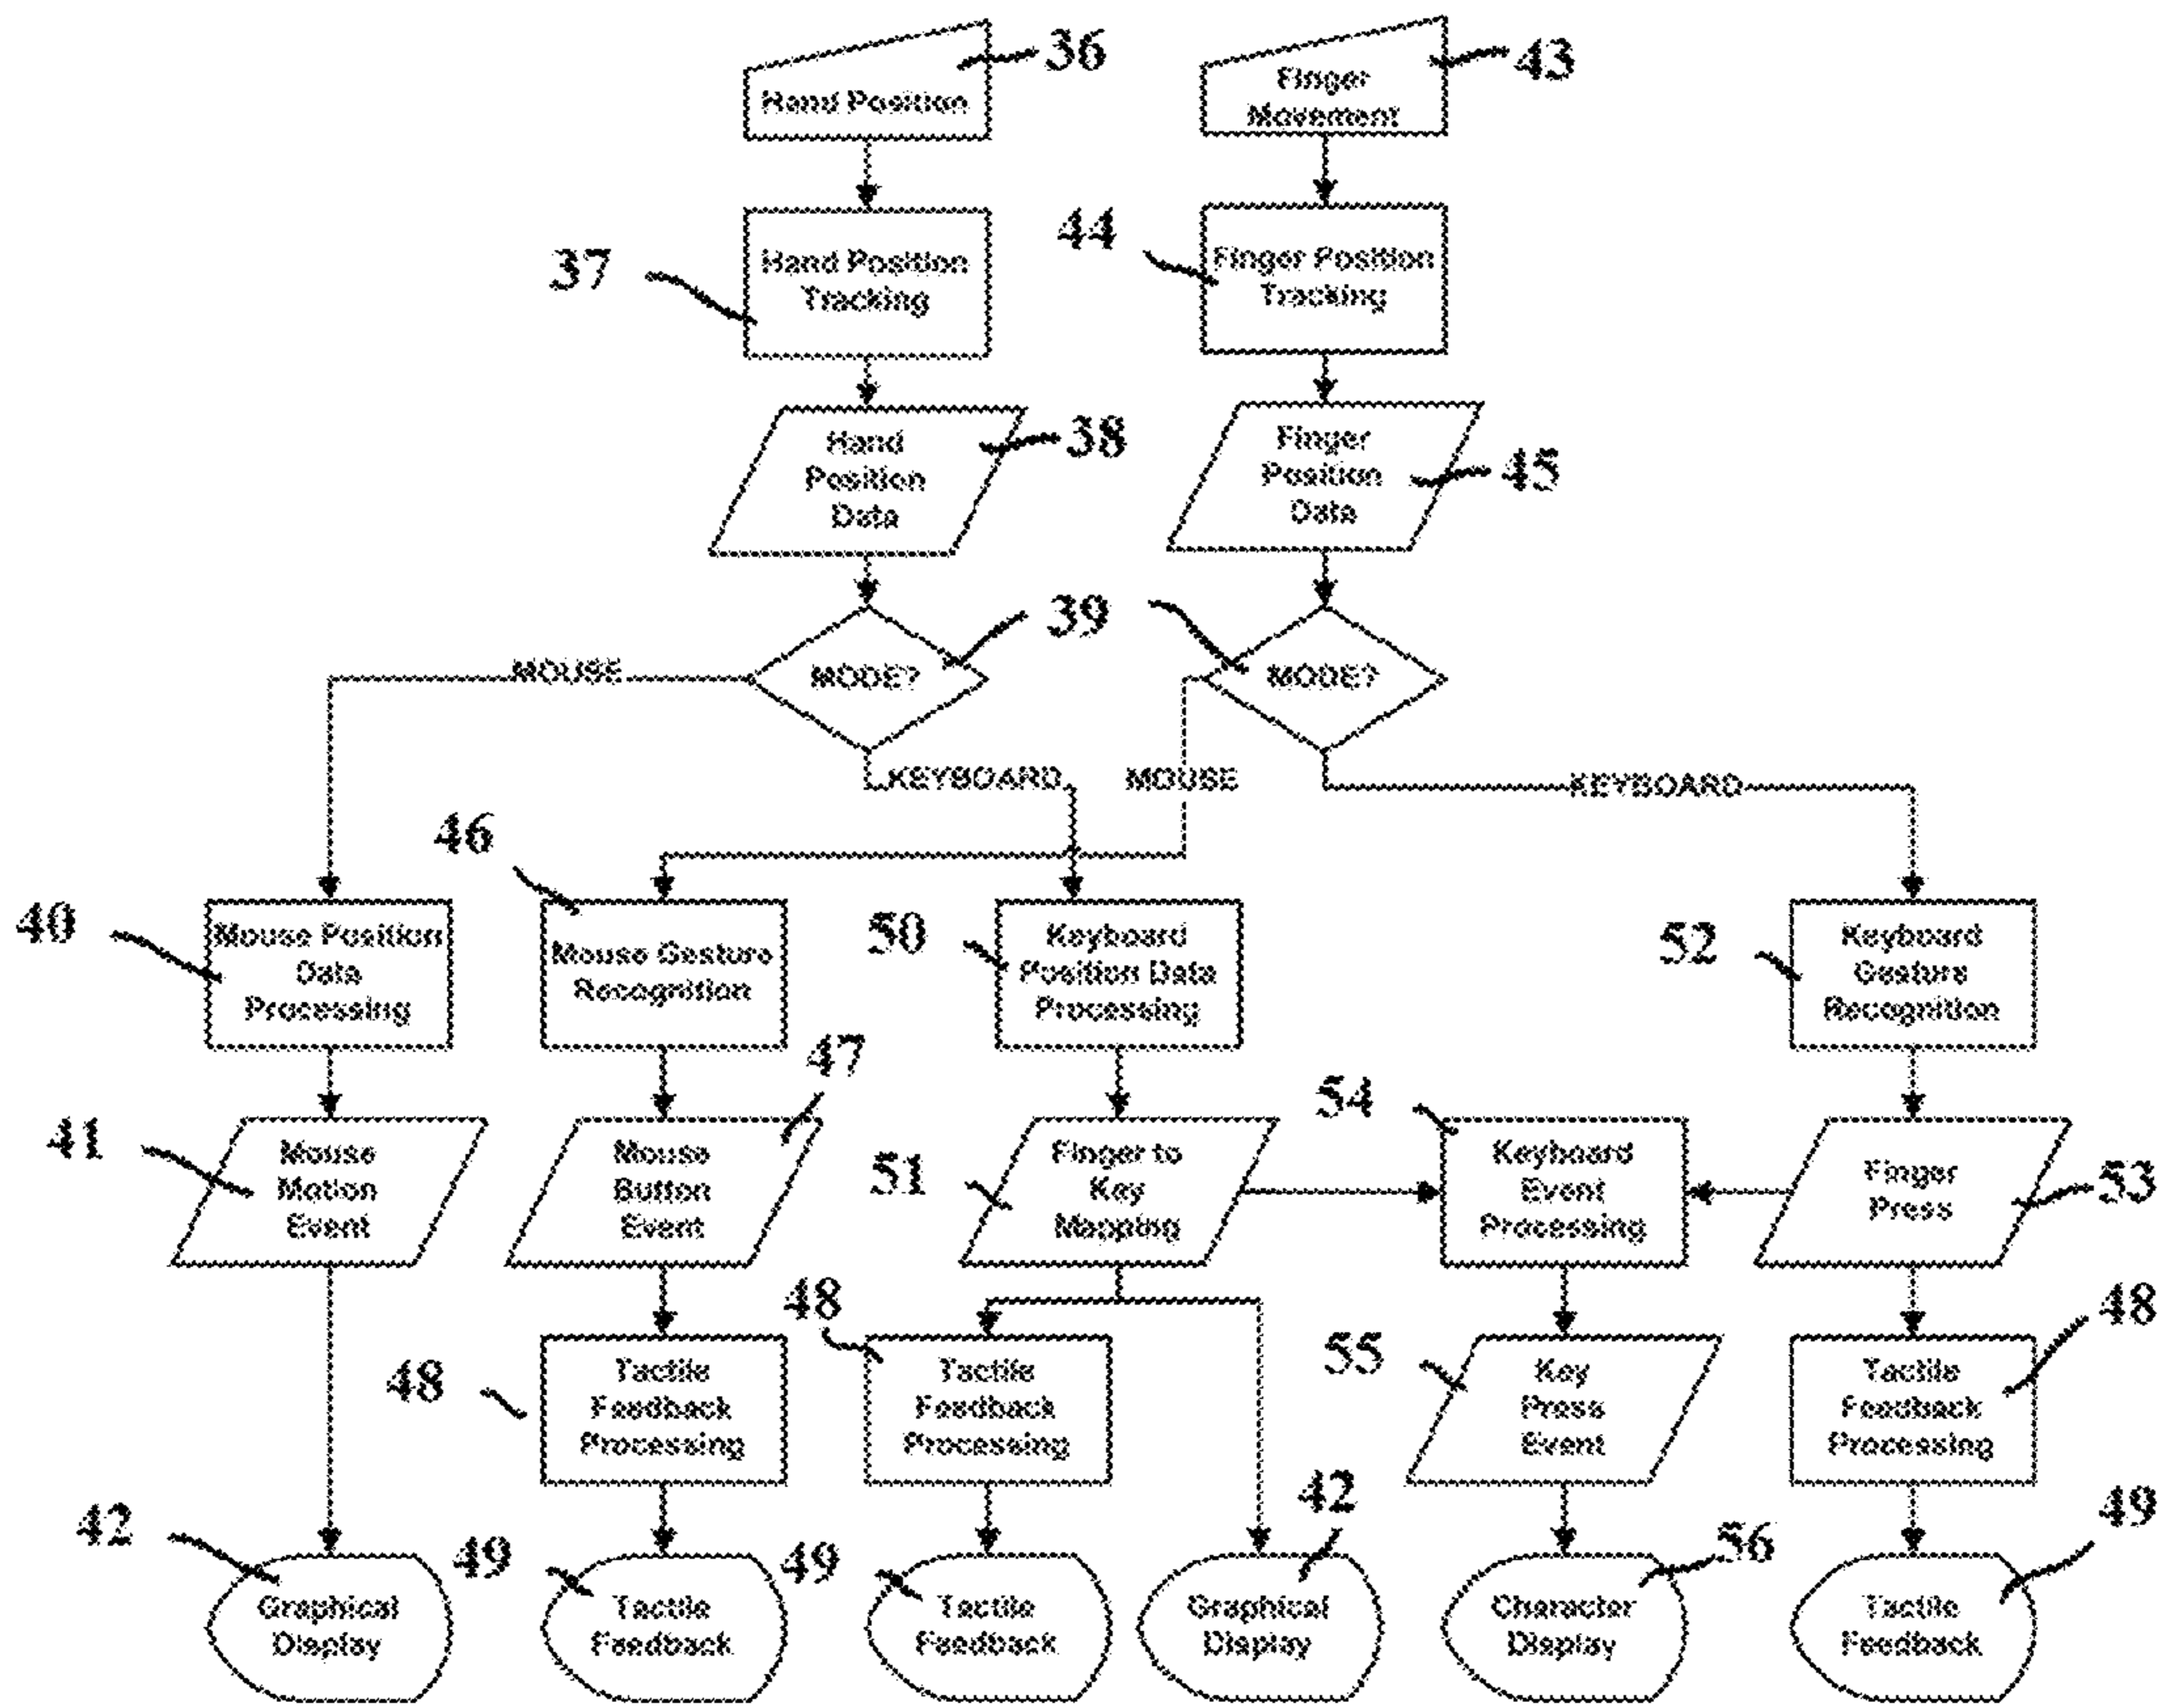 36
Hand Position
43
Finger
Movement
37
Hand Position
Tracking
44
Finger Position
Tracking
38
Hand
Position
Data
45
Finger
Position
Data
39
MODE?
MODE?
MOUSE
KEYBOARD
MOUSE
KEYBOARD
40
Mouse Position
Data
Processing
46
Mouse Gesture
Recognition
50
Keyboard
Position Data
Processing
52
Keyboard
Gesture
Recognition
41
Mouse
Motion
Event
47
Mouse
Button
Event
51
Finger to
Key
Mapping
54
Keyboard
Event
Processing
53
Finger
Press
48
Tactile
Feedback
Processing
48
Tactile
Feedback
Processing
55
Key
Press
Event
48
Tactile
Feedback
Processing
42
Graphical
Display
49
Tactile
Feedback
49
Tactile
Feedback
42
Graphical
Display
56
Character
Display
49
Tactile
Feedback